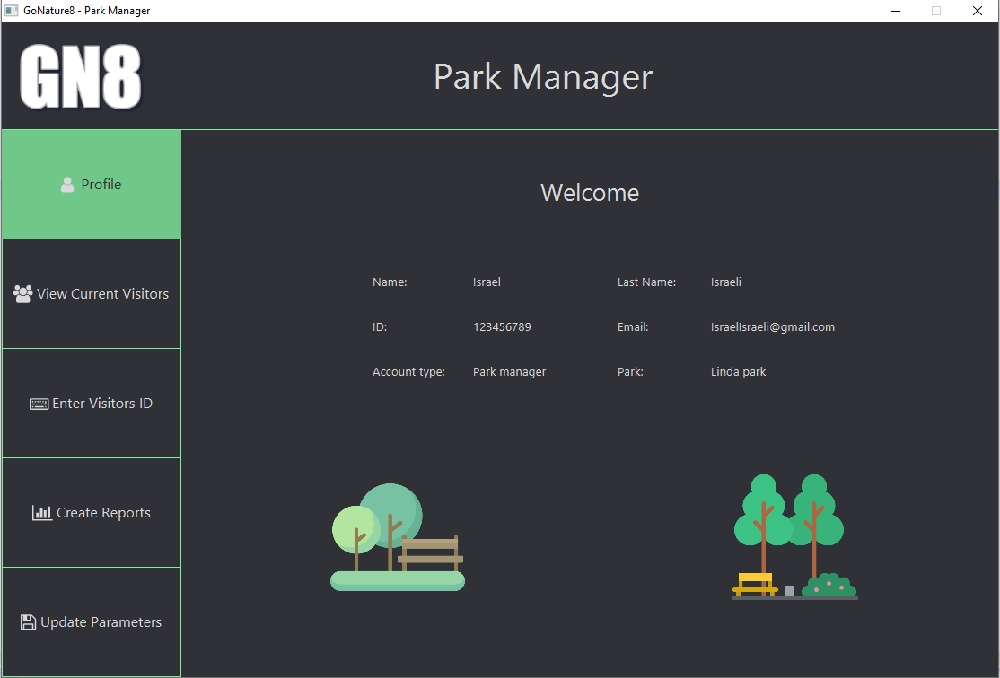 GoNature8 - Park Manager
GN8
Park Manager
Profile
View Current Visitors
Enter Visitors ID
Create Reports
Update Parameters
Welcome
Name: Israel Last Name: Israeli
ID: 123456789 Email: IsraelIsraeli@gmail.com
Account type: Park manager Park: Linda park